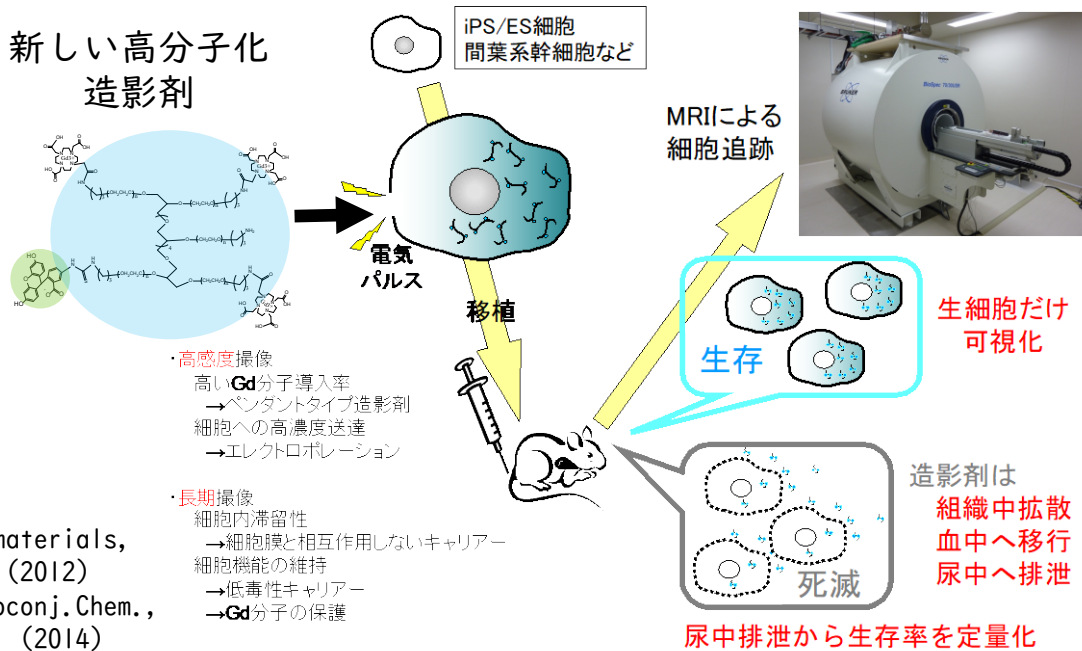 新しい高分子化
造影剤
iPS/ES細胞
間葉系幹細胞など
MRIによる
細胞追跡
BRUKER
BioSpec
電気
パルス
移植
・高感度撮像
高いGd分子導入率
→ペンダントタイプ造影剤
細胞への高濃度送達
→エレクトロポレーション
・長期撮像
細胞内滞留性
→細胞膜と相互作用しないキャリアー
細胞機能の維持
→低毒性キャリアー
→Gd分子の保護
materials,
(2012)
oconj.Chem.,
(2014)
生存
生細胞だけ
可視化
死滅
造影剤は
組織中拡散
血中へ移行
尿中へ排泄
尿中排泄から生存率を定量化